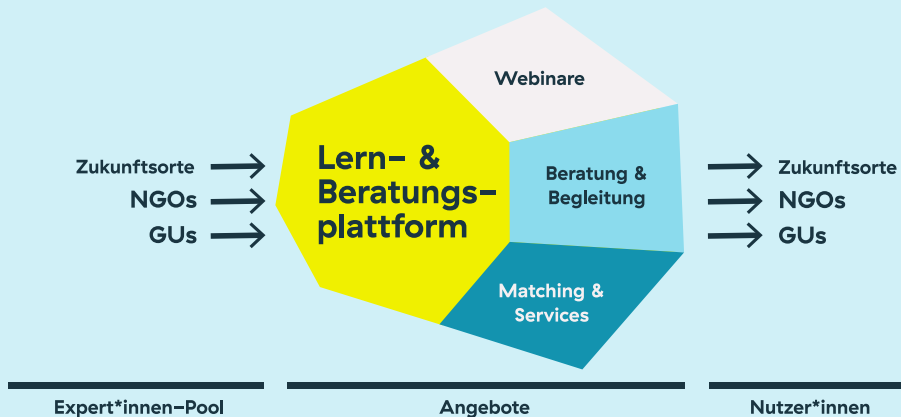 Webinare
Lern- &
Beratungs-
plattform
Beratung &
Begleitung
Matching &
Services
Zukunftsorte
NGOs
GUs
Zukunftsorte
NGOs
GUs
Expert*innen-Pool
Angebote
Nutzer*innen